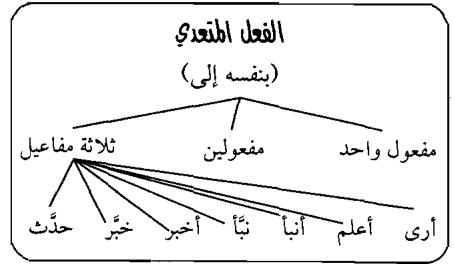 الفعل المتعدي
(بنفسه إلى)
مفعول واحد مفعولين ثلاثة مفاعيل
أرى أعلم أنبأ نبَّأ أخبر خبَّر حدَّث